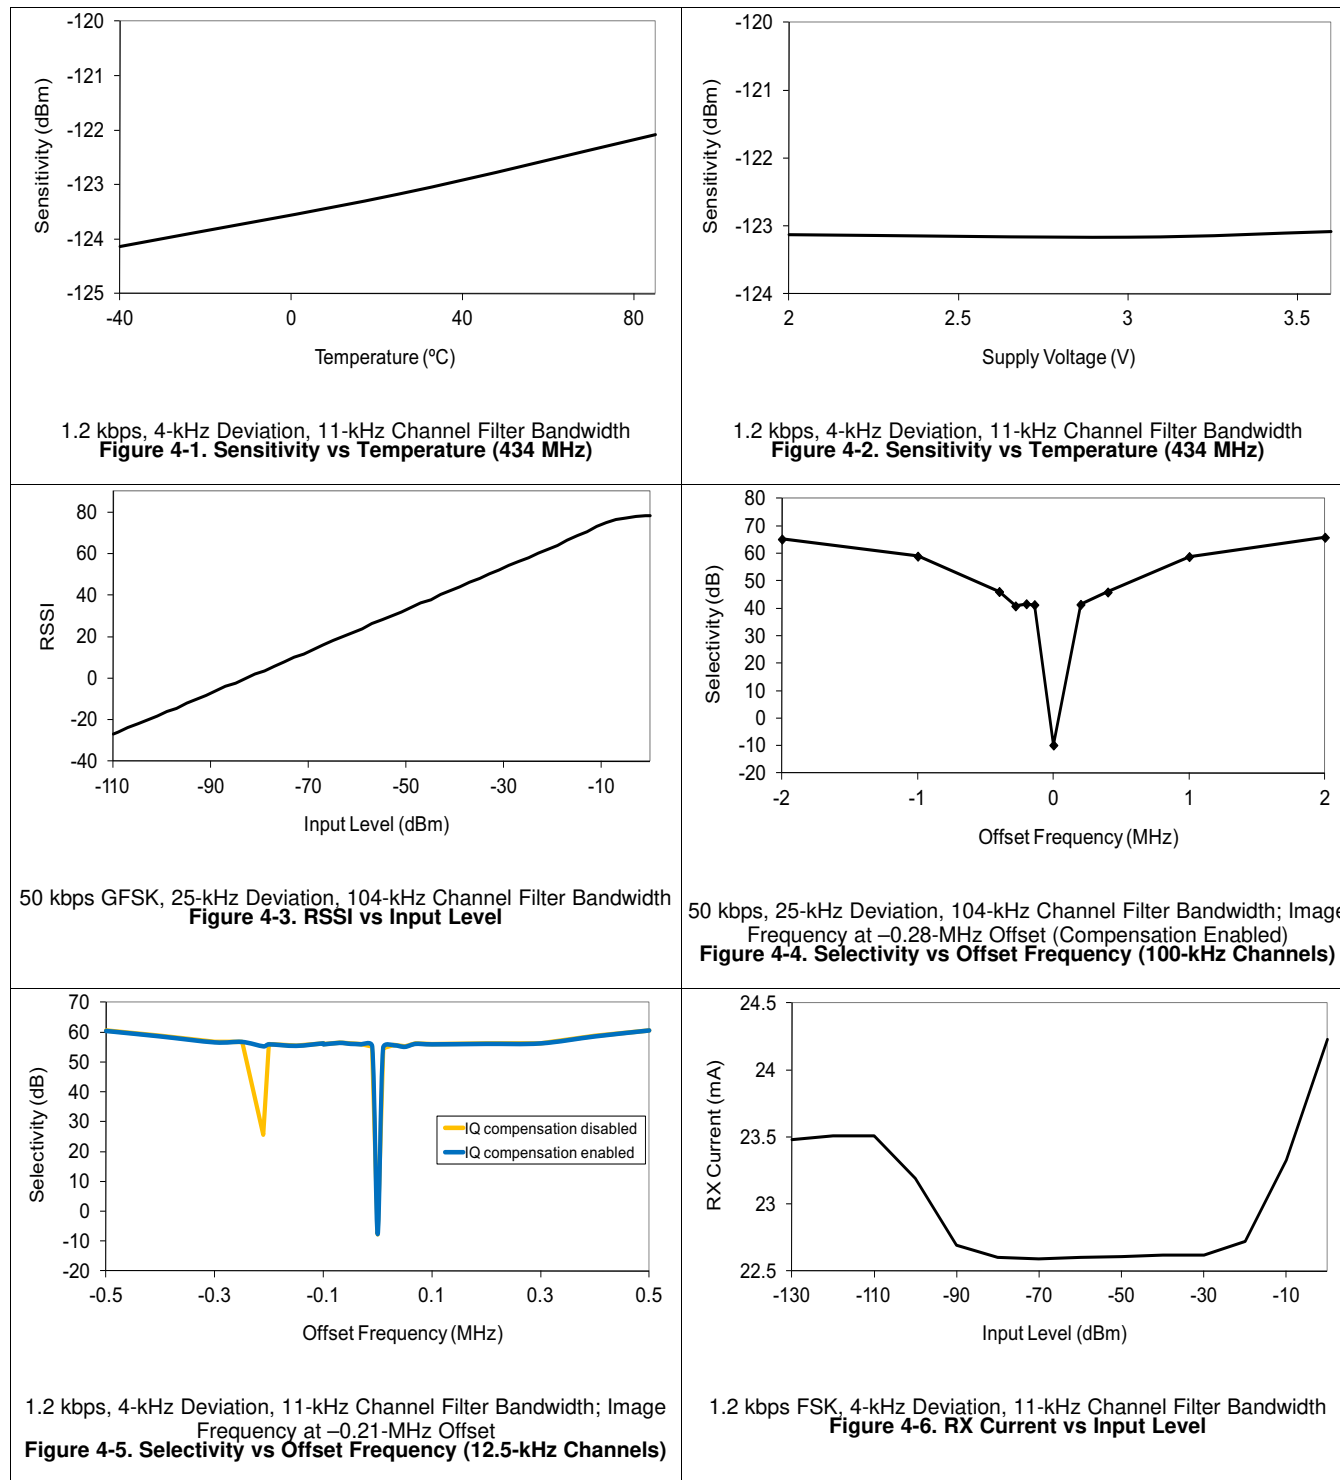 -120
-121
-122
-123
-124
-125
Sensitivity (dBm)
-40 0 40 80
Temperature (ºC)
1.2 kbps, 4-kHz Deviation, 11-kHz Channel Filter Bandwidth
Figure 4-1. Sensitivity vs Temperature (434 MHz)
-120
-121
-122
-123
-124
Sensitivity (dBm)
2 2.5 3 3.5
Supply Voltage (V)
1.2 kbps, 4-kHz Deviation, 11-kHz Channel Filter Bandwidth
Figure 4-2. Sensitivity vs Temperature (434 MHz)
80
60
40
20
0
-20
-40
RSSI
-110 -90 -70 -50 -30 -10
Input Level (dBm)
50 kbps GFSK, 25-kHz Deviation, 104-kHz Channel Filter Bandwidth
Figure 4-3. RSSI vs Input Level
80
70
60
50
40
30
20
10
0
-10
-20
Selectivity (dB)
-2 -1 0 1 2
Offset Frequency (MHz)
50 kbps, 25-kHz Deviation, 104-kHz Channel Filter Bandwidth; Image
Frequency at –0.28-MHz Offset (Compensation Enabled)
Figure 4-4. Selectivity vs Offset Frequency (100-kHz Channels)
70
60
50
40
30
20
10
0
-10
-20
Selectivity (dB)
IQ compensation disabled
IQ compensation enabled
-0.5 -0.3 -0.1 0.1 0.3 0.5
Offset Frequency (MHz)
1.2 kbps, 4-kHz Deviation, 11-kHz Channel Filter Bandwidth; Image
Frequency at –0.21-MHz Offset
Figure 4-5. Selectivity vs Offset Frequency (12.5-kHz Channels)
24.5
24
23.5
23
22.5
RX Current (mA)
-130 -110 -90 -70 -50 -30 -10
Input Level (dBm)
1.2 kbps FSK, 4-kHz Deviation, 11-kHz Channel Filter Bandwidth
Figure 4-6. RX Current vs Input Level